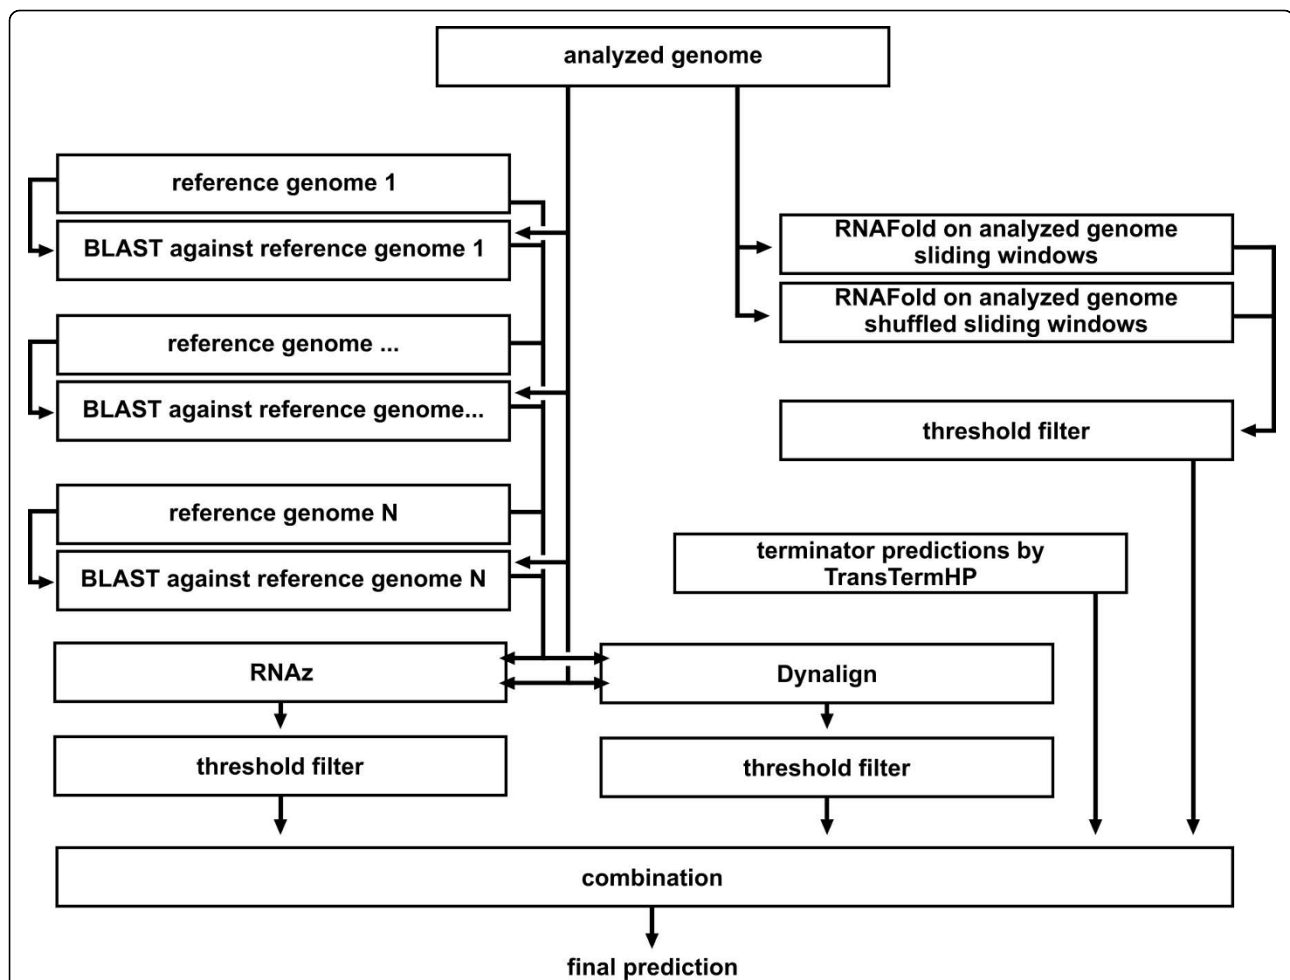 analyzed genome
reference genome 1
BLAST against reference genome 1
RNAFold on analyzed genome
sliding windows
RNAFold on analyzed genome
shuffled sliding windows
reference genome ...
BLAST against reference genome...
threshold filter
reference genome N
BLAST against reference genome N
terminator predictions by
TransTermHP
RNAz
Dynalign
threshold filter
threshold filter
combination
final prediction